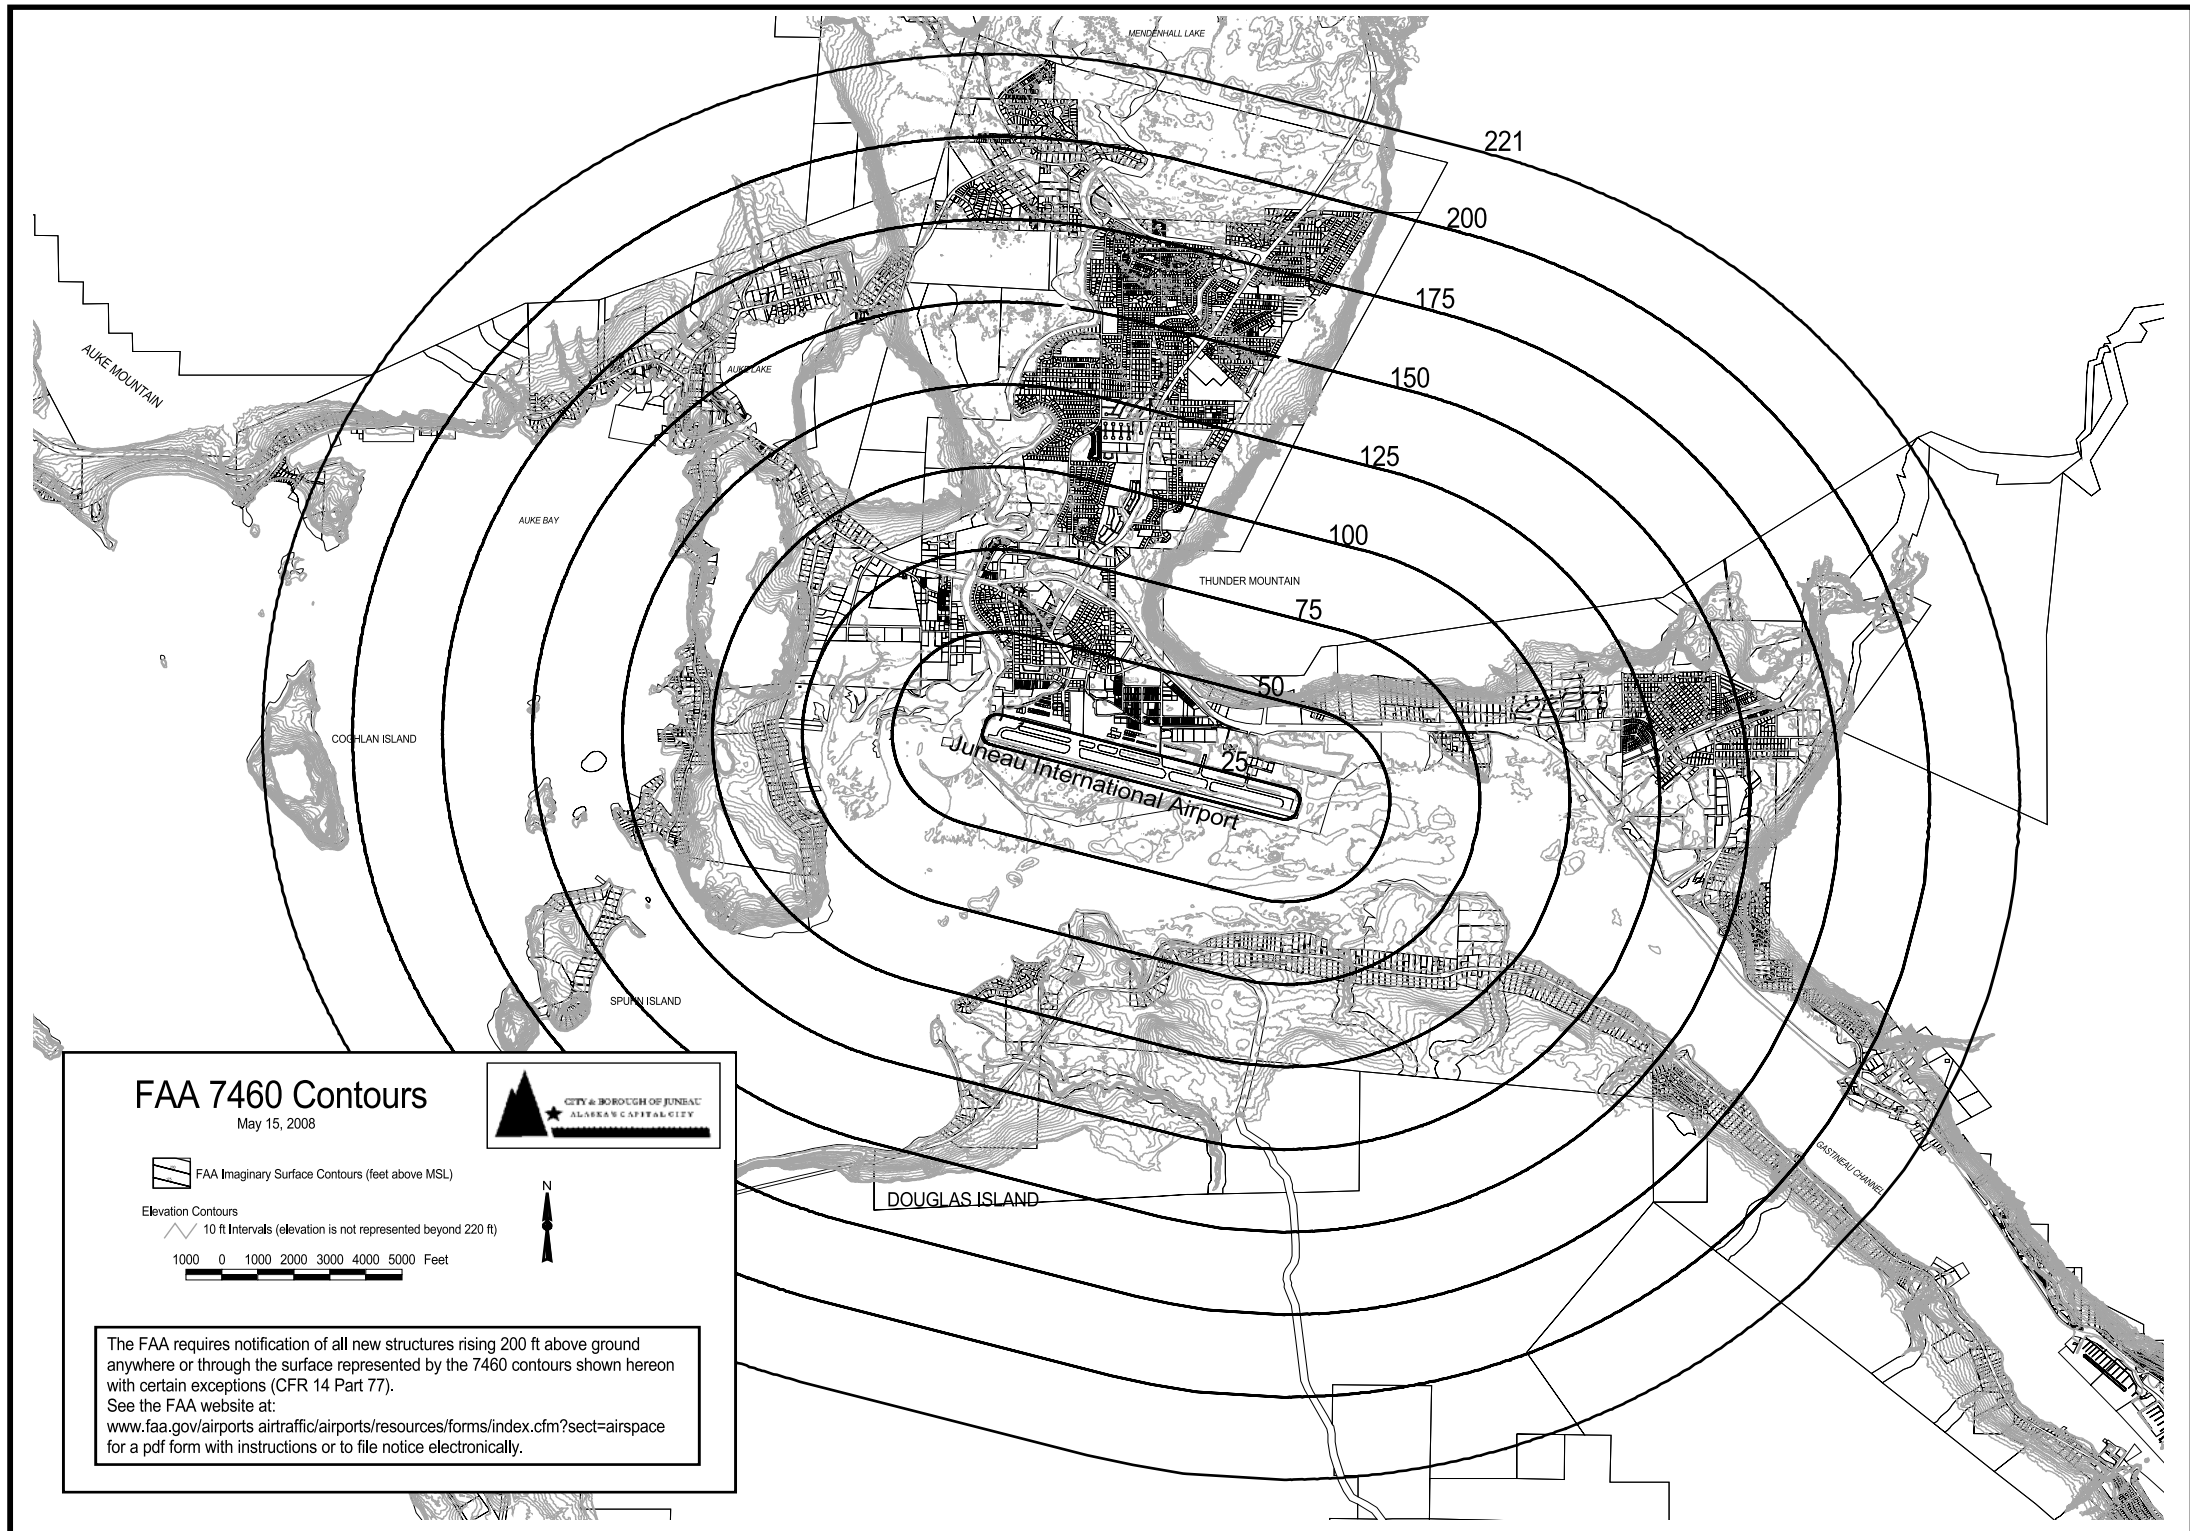 MENDENHALL LAKE
221
200
175
150
125
100
75
50
25
AUKE MOUNTAIN
AUKE LAKE
AUKE BAY
THUNDER MOUNTAIN
COGHLAN ISLAND
Juneau International Airport
SPUHN ISLAND
DOUGLAS ISLAND
GASTINEAU CHANNEL
FAA 7460 Contours
May 15, 2008
CITY & BOROUGH OF JUNEAU
ALASKA'S CAPITAL CITY
FAA Imaginary Surface Contours (feet above MSL)
Elevation Contours
10 ft Intervals (elevation is not represented beyond 220 ft)
1000 0 1000 2000 3000 4000 5000 Feet
N
The FAA requires notification of all new structures rising 200 ft above ground
anywhere or through the surface represented by the 7460 contours shown hereon
with certain exceptions (CFR 14 Part 77).
See the FAA website at:
www.faa.gov/airports airtraffic/airports/resources/forms/index.cfm?sect=airspace
for a pdf form with instructions or to file notice electronically.